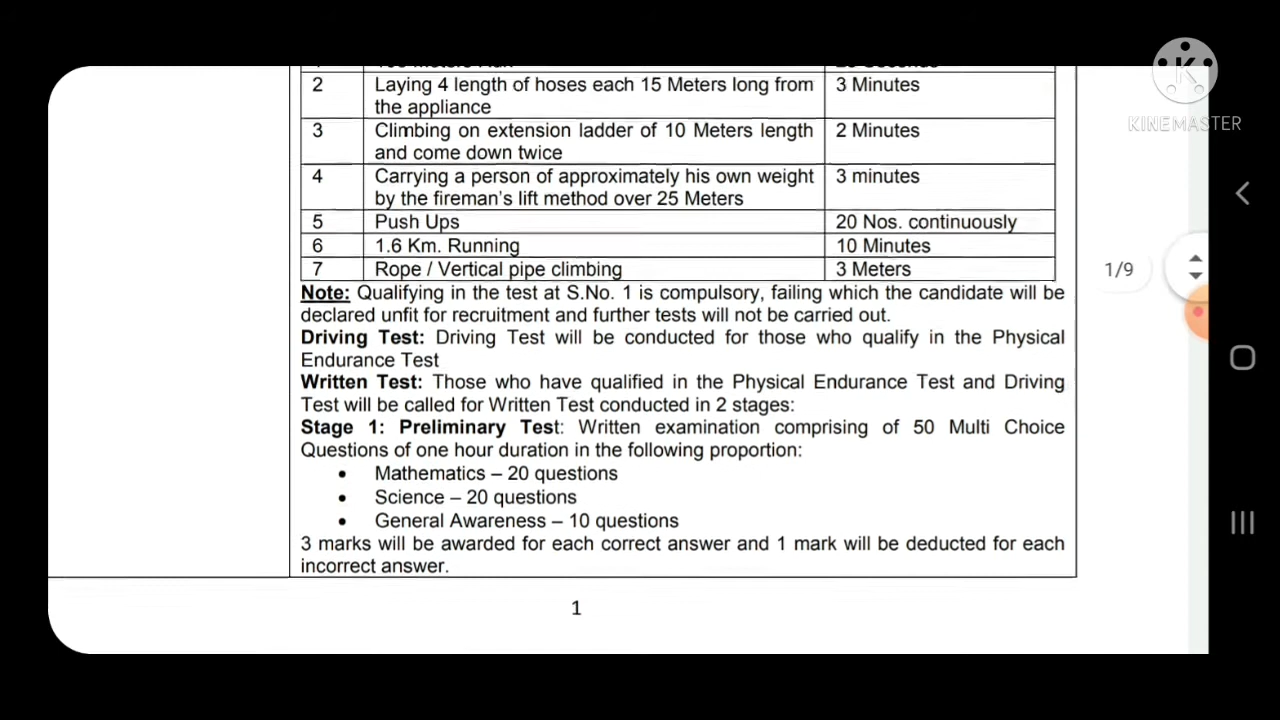 KINEMASTER
2 Laying 4 length of hoses each 15 Meters long from 3 Minutes
the appliance
3 Climbing on extension ladder of 10 Meters length 2 Minutes
and come down twice
4 Carrying a person of approximately his own weight 3 minutes
by the fireman's lift method over 25 Meters
5 Push Ups 20 Nos. continuously
6 1.6 Km. Running 10 Minutes
7 Rope / Vertical pipe climbing 3 Meters
1/9
Note: Qualifying in the test at S.No. 1 is compulsory, failing which the candidate will be
declared unfit for recruitment and further tests will not be carried out.
Driving Test: Driving Test will be conducted for those who qualify in the Physical
Endurance Test
Written Test: Those who have qualified in the Physical Endurance Test and Driving
Test will be called for Written Test conducted in 2 stages:
Stage 1: Preliminary Test: Written examination comprising of 50 Multi Choice
Questions of one hour duration in the following proportion:
• Mathematics – 20 questions
• Science – 20 questions
• General Awareness – 10 questions
3 marks will be awarded for each correct answer and 1 mark will be deducted for each
incorrect answer.
1